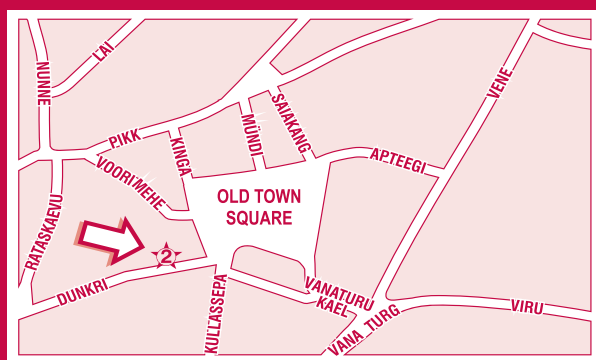 NUNNE
LAI
PIKK
KINGA
MÜNDI
SAIAKANG
VENE
APTEEGI
VOORIMEHE
OLD TOWN
SQUARE
RATASKAEVU
2
DUNKRI
KULLASSEPA
VANATURU
KAEL
VANA TURG
VIRU